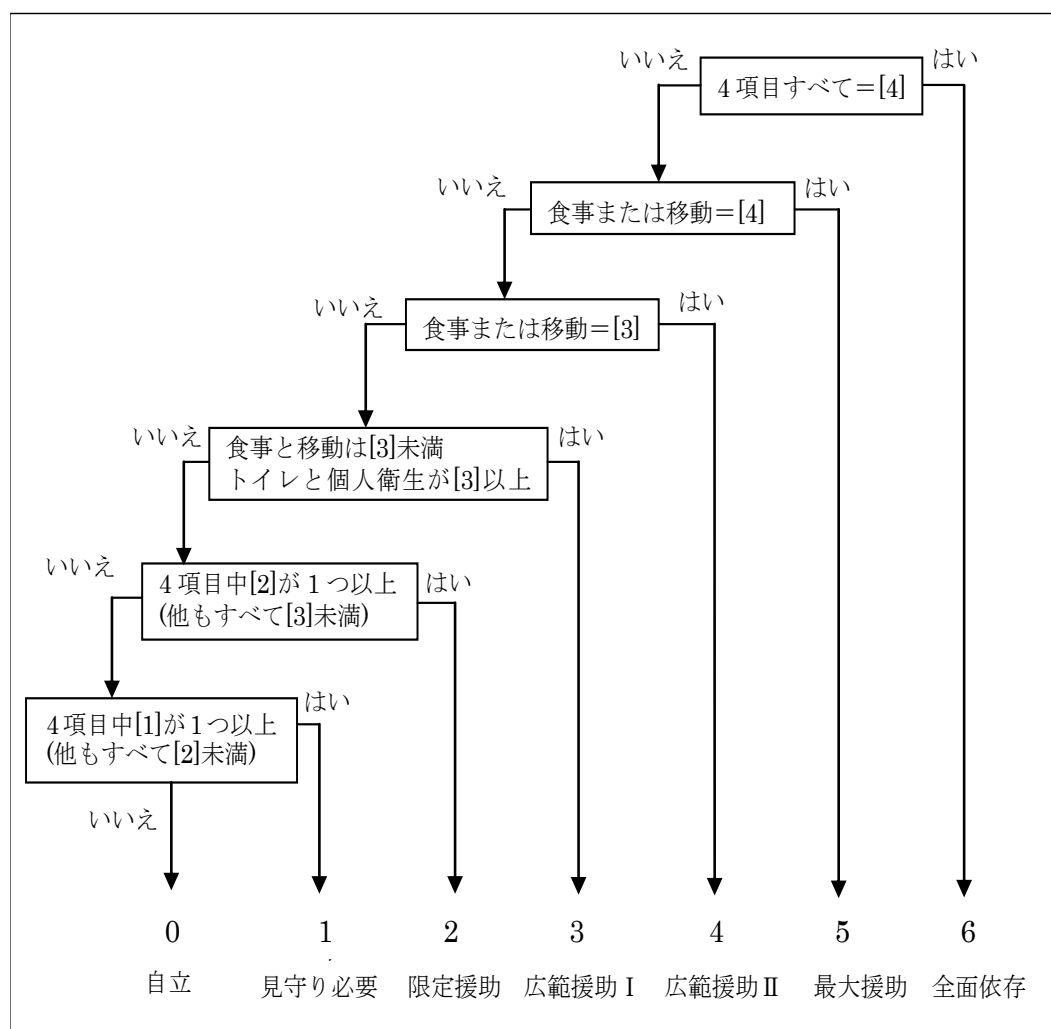 いいえ
はい
4項目すべて=[4]
いいえ
はい
食事または移動=[4]
いいえ
はい
食事または移動=[3]
いいえ
はい
食事と移動は[3]未満
トイレと個人衛生が[3]以上
いいえ
はい
4項目中[2]が1つ以上
(他もすべて[3]未満)
はい
4項目中[1]が1つ以上
(他もすべて[2]未満)
いいえ
0 1 2 3 4 5 6
自立 見守り必要 限定援助 広範援助Ⅰ 広範援助Ⅱ 最大援助 全面依存